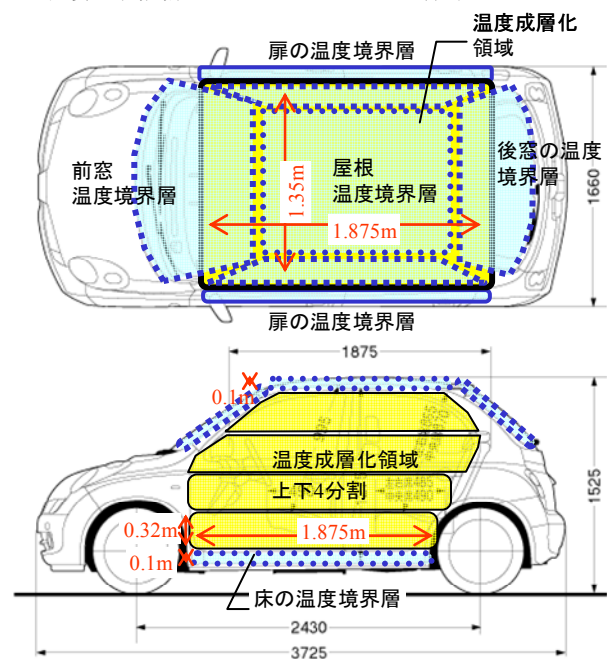 温度成層化
領域
扉の温度境界層
前窓
温度境界層
屋根
温度境界層
後窓の温度
境界層
1.35m
1.875m
1660
扉の温度境界層
1875
0.1m
温度成層化領域
上下4分割
0.32m
1.875m
0.1m
1525
床の温度境界層
2430
3725